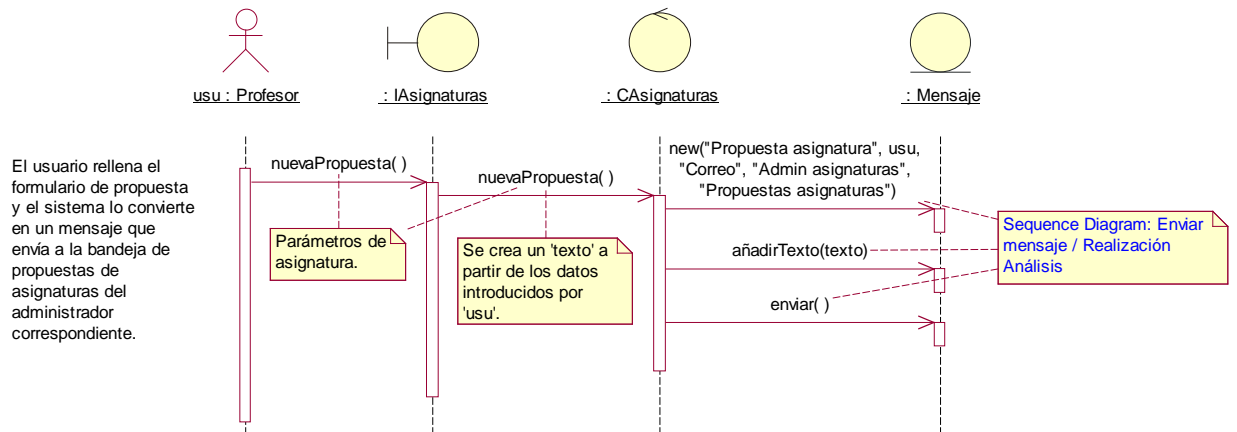 usu : Profesor
: IAsignaturas
: CAsignaturas
: Mensaje
El usuario rellena el
formulario de propuesta
y el sistema lo convierte
en un mensaje que
envía a la bandeja de
propuestas de
asignaturas del
administrador
correspondiente.
nuevaPropuesta( )
Parámetros de
asignatura.
nuevaPropuesta( )
Se crea un 'texto' a
partir de los datos
introducidos por
'usu'.
new("Propuesta asignatura", usu,
"Correo", "Admin asignaturas",
"Propuestas asignaturas")
añadirTexto(texto)
enviar( )
Sequence Diagram: Enviar
mensaje / Realización
Análisis